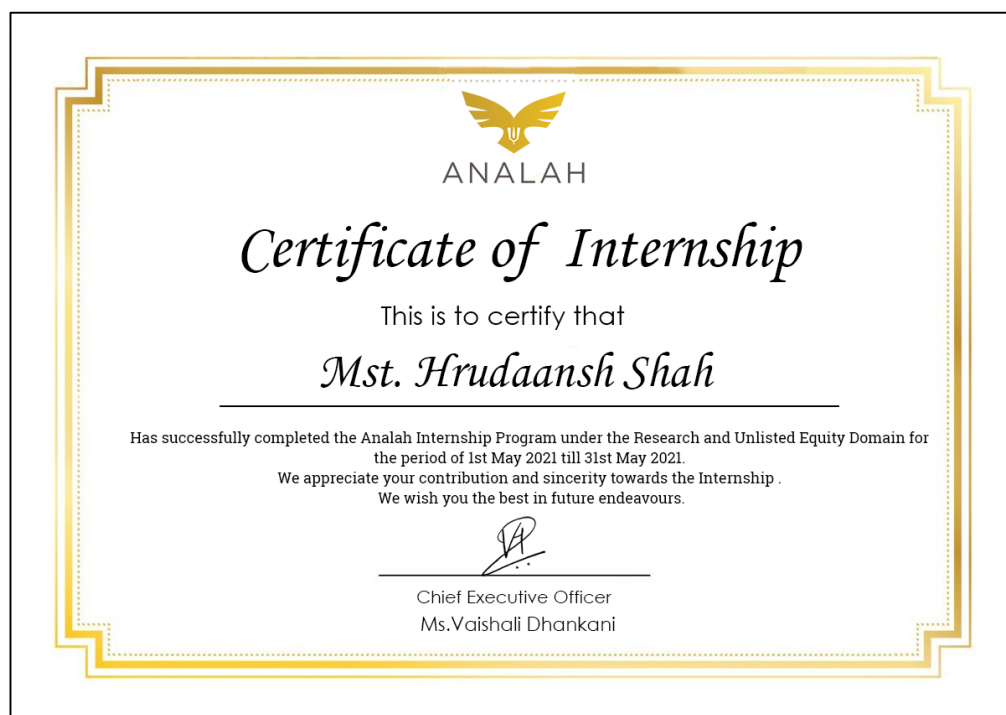 ANALAH
Certificate of Internship
This is to certify that
Mst. Hrudaansh Shah
Has successfully completed the Analah Internship Program under the Research and Unlisted Equity Domain for
the period of 1st May 2021 till 31st May 2021.
We appreciate your contribution and sincerity towards the Internship .
We wish you the best in future endeavours.
Chief Executive Officer
Ms.Vaishali Dhankani